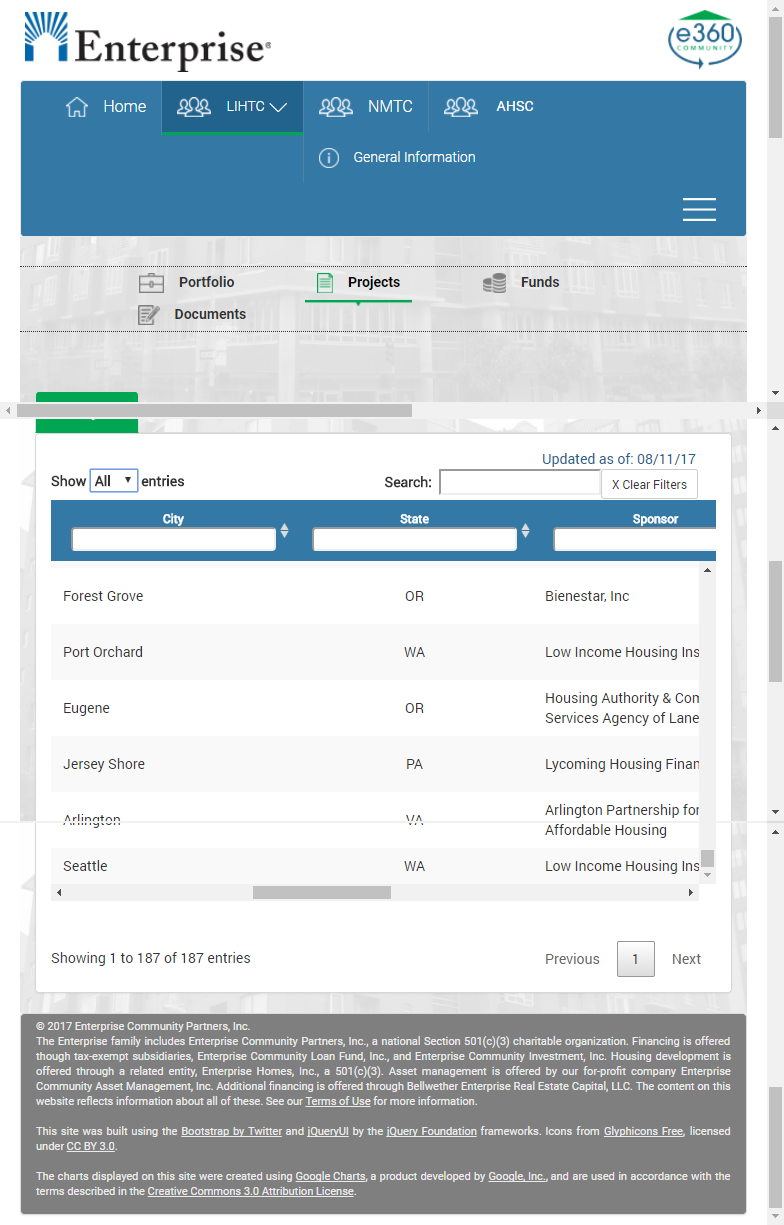 Enterprise®
e360
COMMUNITY
Home LIHTC NMTC AHSC
General Information
Portfolio Projects Funds
Documents
Updated as of: 08/11/17
Show All entries Search: X Clear Filters
City State Sponsor
Forest Grove OR Bienestar, Inc
Port Orchard WA Low Income Housing Ins
Eugene OR Housing Authority & Com
Services Agency of Lane
Jersey Shore PA Lycoming Housing Finan
Arlington VA Arlington Partnership for
Affordable Housing
Seattle WA Low Income Housing Ins
Showing 1 to 187 of 187 entries Previous 1 Next
© 2017 Enterprise Community Partners, Inc.
The Enterprise family includes Enterprise Community Partners, Inc., a national Section 501(c)(3) charitable organization. Financing is offered
though tax-exempt subsidiaries, Enterprise Community Loan Fund, Inc., and Enterprise Community Investment, Inc. Housing development is
offered through a related entity, Enterprise Homes, Inc., a 501(c)(3). Asset management is offered by our for-profit company Enterprise
Community Asset Management, Inc. Additional financing is offered through Bellwether Enterprise Real Estate Capital, LLC. The content on this
website reflects information about all of these. See our Terms of Use for more information.
This site was built using the Bootstrap by Twitter and jQueryUI by the jQuery Foundation frameworks. Icons from Glyphicons Free, licensed
under CC BY 3.0.
The charts displayed on this site were created using Google Charts, a product developed by Google, Inc., and are used in accordance with the
terms described in the Creative Commons 3.0 Attribution License.